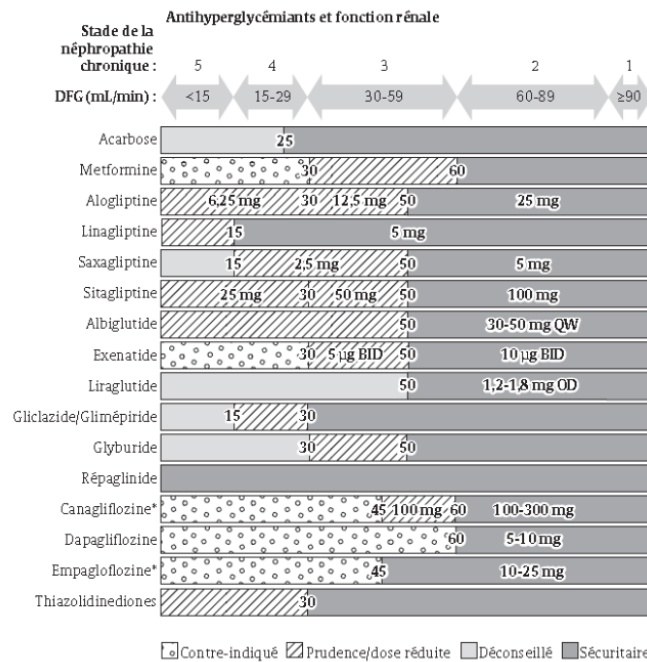 Antihyperglycémiants et fonction rénale
Stade de la
néphropathie
chronique : 5 4 3 2 1
DFG (mL/min) : <15 15-29 30-59 60-89 ≥90
Acarbose 25
Metformine 30 60
Alogliptine 6,25 mg 30 12,5 mg 50 25 mg
Linagliptine 15 5 mg
Saxagliptine 15 2,5 mg 50 5 mg
Sitagliptine 25 mg 30 50 mg 50 100 mg
Albiglutide 50 30-50 mg QW
Exenatide 30 5 µg BID 50 10 µg BID
Liraglutide 50 1,2-1,8 mg OD
Gliclazide/Glimépiride 15 30
Glyburide 30 50
Répaglinide
Canagliflozine* 45 100 mg 60 100-300 mg
Dapagliflozine 60 5-10 mg
Empagloflozine* 45 10-25 mg
Thiazolidinediones 30
Contre-indiqué Prudence/dose réduite Déconseillé Sécuritaire